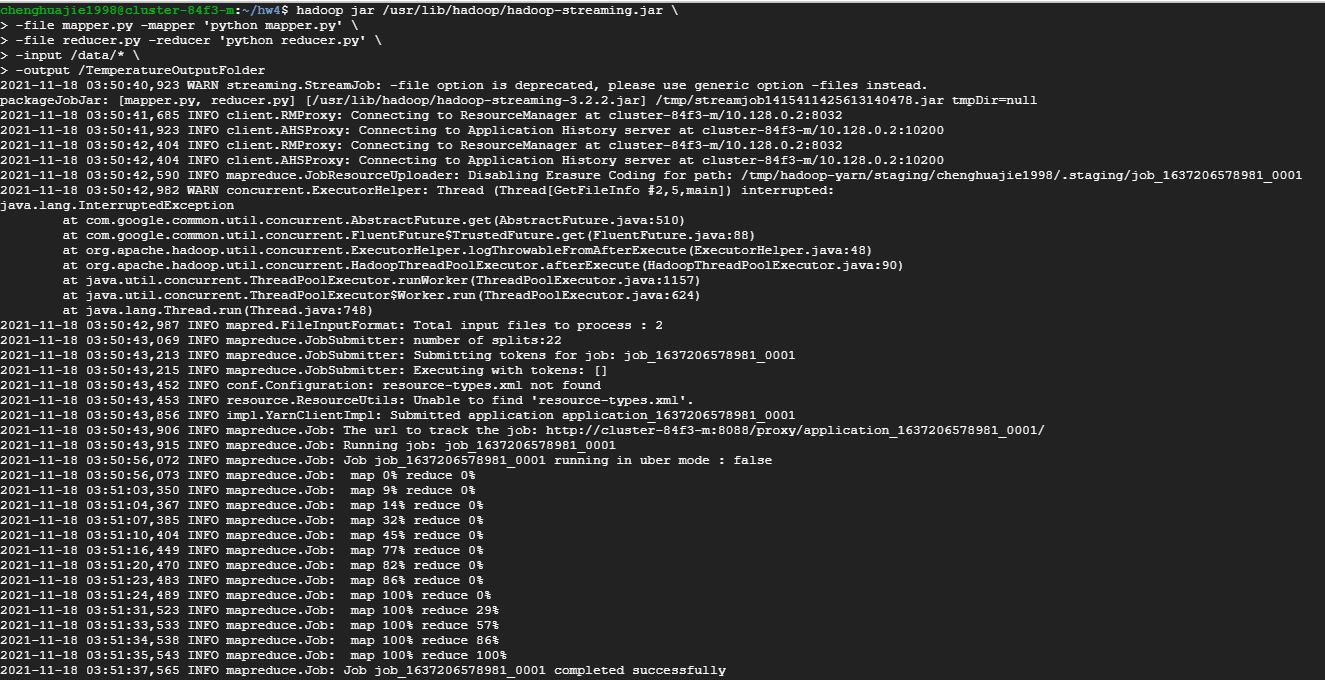 chenghuajie1998@cluster-84f3-m:~/hw4$ hadoop jar /usr/lib/hadoop/hadoop-streaming.jar \
> -file mapper.py -mapper 'python mapper.py' \
> -file reducer.py -reducer 'python reducer.py' \
> -input /data/* \
> -output /TemperatureOutputFolder
2021-11-18 03:50:40,923 WARN streaming.StreamJob: -file option is deprecated, please use generic option -files instead.
packageJobJar: [mapper.py, reducer.py] [/usr/lib/hadoop/hadoop-streaming-3.2.2.jar] /tmp/streamjob1415411425613140478.jar tmpDir=null
2021-11-18 03:50:41,685 INFO client.RMProxy: Connecting to ResourceManager at cluster-84f3-m/10.128.0.2:8032
2021-11-18 03:50:41,923 INFO client.AHSProxy: Connecting to Application History server at cluster-84f3-m/10.128.0.2:10200
2021-11-18 03:50:42,404 INFO client.RMProxy: Connecting to ResourceManager at cluster-84f3-m/10.128.0.2:8032
2021-11-18 03:50:42,404 INFO client.AHSProxy: Connecting to Application History server at cluster-84f3-m/10.128.0.2:10200
2021-11-18 03:50:42,590 INFO mapreduce.JobResourceUploader: Disabling Erasure Coding for path: /tmp/hadoop-yarn/staging/chenghuajie1998/.staging/job_1637206578981_0001
2021-11-18 03:50:42,982 WARN concurrent.ExecutorHelper: Thread (Thread[GetFileInfo #2,5,main]) interrupted:
java.lang.InterruptedException
        at com.google.common.util.concurrent.AbstractFuture.get(AbstractFuture.java:510)
        at com.google.common.util.concurrent.FluentFuture$TrustedFuture.get(FluentFuture.java:88)
        at org.apache.hadoop.util.concurrent.ExecutorHelper.logThrowableFromAfterExecute(ExecutorHelper.java:48)
        at org.apache.hadoop.util.concurrent.HadoopThreadPoolExecutor.afterExecute(HadoopThreadPoolExecutor.java:90)
        at java.util.concurrent.ThreadPoolExecutor.runWorker(ThreadPoolExecutor.java:1157)
        at java.util.concurrent.ThreadPoolExecutor$Worker.run(ThreadPoolExecutor.java:624)
        at java.lang.Thread.run(Thread.java:748)
2021-11-18 03:50:42,987 INFO mapred.FileInputFormat: Total input files to process : 2
2021-11-18 03:50:43,069 INFO mapreduce.JobSubmitter: number of splits:22
2021-11-18 03:50:43,213 INFO mapreduce.JobSubmitter: Submitting tokens for job: job_1637206578981_0001
2021-11-18 03:50:43,215 INFO mapreduce.JobSubmitter: Executing with tokens: []
2021-11-18 03:50:43,452 INFO conf.Configuration: resource-types.xml not found
2021-11-18 03:50:43,453 INFO resource.ResourceUtils: Unable to find 'resource-types.xml'.
2021-11-18 03:50:43,856 INFO impl.YarnClientImpl: Submitted application application_1637206578981_0001
2021-11-18 03:50:43,906 INFO mapreduce.Job: The url to track the job: http://cluster-84f3-m:8088/proxy/application_1637206578981_0001/
2021-11-18 03:50:43,915 INFO mapreduce.Job: Running job: job_1637206578981_0001
2021-11-18 03:50:56,072 INFO mapreduce.Job: Job job_1637206578981_0001 running in uber mode : false
2021-11-18 03:50:56,073 INFO mapreduce.Job:  map 0% reduce 0%
2021-11-18 03:51:03,350 INFO mapreduce.Job:  map 9% reduce 0%
2021-11-18 03:51:04,367 INFO mapreduce.Job:  map 14% reduce 0%
2021-11-18 03:51:07,385 INFO mapreduce.Job:  map 32% reduce 0%
2021-11-18 03:51:10,404 INFO mapreduce.Job:  map 45% reduce 0%
2021-11-18 03:51:16,449 INFO mapreduce.Job:  map 77% reduce 0%
2021-11-18 03:51:20,470 INFO mapreduce.Job:  map 82% reduce 0%
2021-11-18 03:51:23,483 INFO mapreduce.Job:  map 86% reduce 0%
2021-11-18 03:51:24,489 INFO mapreduce.Job:  map 100% reduce 0%
2021-11-18 03:51:31,523 INFO mapreduce.Job:  map 100% reduce 29%
2021-11-18 03:51:33,533 INFO mapreduce.Job:  map 100% reduce 57%
2021-11-18 03:51:34,538 INFO mapreduce.Job:  map 100% reduce 86%
2021-11-18 03:51:35,543 INFO mapreduce.Job:  map 100% reduce 100%
2021-11-18 03:51:37,565 INFO mapreduce.Job: Job job_1637206578981_0001 completed successfully